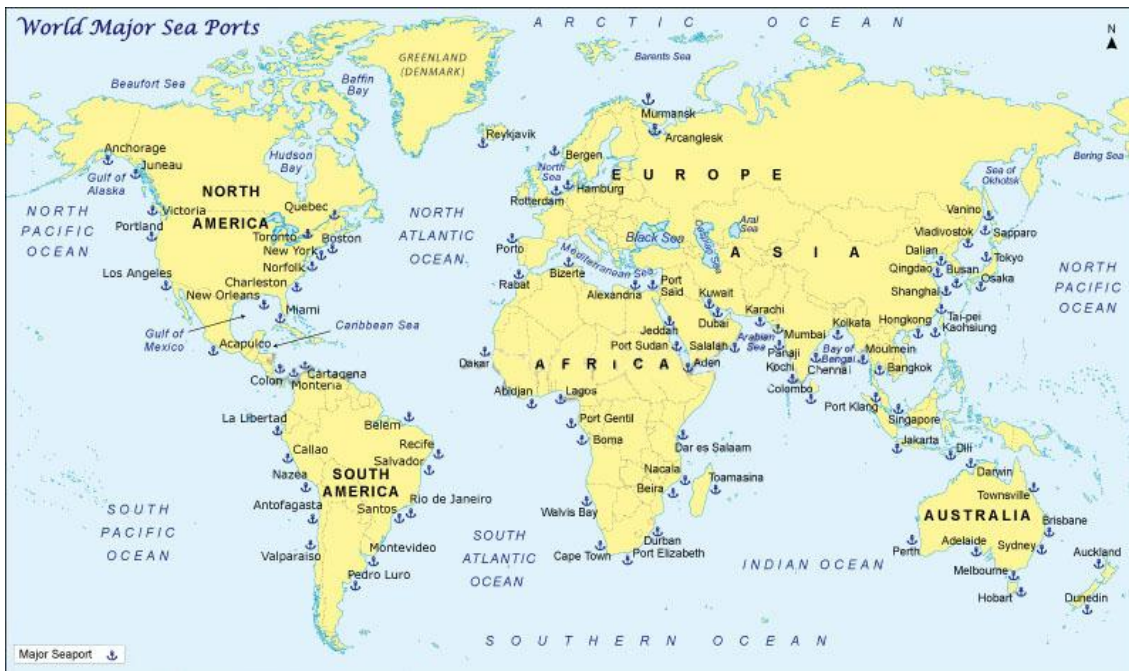 World Major Sea Ports
ARCTIC OCEAN
N
GREENLAND
(DENMARK)
Barents Sea
Beaufort Sea
Baffin
Bay
Murmansk
Reykjavik
Arcanglesk
Anchorage
Juneau
Hudson
Bay
Bergen
Bering Sea
Gulf of
Alaska
North
Sea
EUROPE
Sea of
Okhotsk
NORTH
AMERICA
Hamburg
Rotterdam
NORTH
PACIFIC
OCEAN
Victoria
Portland
Quebec
Toronto
Boston
New York
Norfolk
NORTH
ATLANTIC
OCEAN
Porto
Black Sea
Caspian Sea
Aral
Sea
ASIA
Vanino
Vladivostok
Sapparo
Dalian
Tokyo
Qingdao
Busan
Osaka
Shanghai
NORTH
PACIFIC
OCEAN
Los Angeles
Charleston
New Orleans
Miami
Rabat
Bizerte
Mediterranean Sea
Alexandria
Port
Said
Kuwait
Karachi
Dubai
Gulf of
Mexico
Acapulco
Caribbean Sea
Jeddah
Port Sudan
Salalah
Arabian
Sea
Mumbai
Kolkata
Hongkong
Tai-pei
Kaohsiung
Panaji
Kochi
Bay of
Bengal
Moulmein
Chennai
Bangkok
Dakar
AFRICA
Aden
Colombo
Colon
Cartagena
Monteria
Abidjan
Lagos
Port Klang
Singapore
La Libertad
Belem
Port Gentil
Boma
Dar es Salaam
Jakarta
Dili
Callao
Recife
Salvador
Nazea
SOUTH
AMERICA
Nacala
Beira
Toamasina
Darwin
Townsville
Antofagasta
Santos
Rio de Janeiro
Walvis Bay
AUSTRALIA
Brisbane
SOUTH
PACIFIC
OCEAN
Valparaiso
Montevideo
SOUTH
ATLANTIC
OCEAN
Durban
Cape Town
Port Elizabeth
Perth
Adelaide
Sydney
Auckland
INDIAN OCEAN
Pedro Luro
Melbourne
Hobart
Dunedin
SOUTHERN OCEAN
Major Seaport